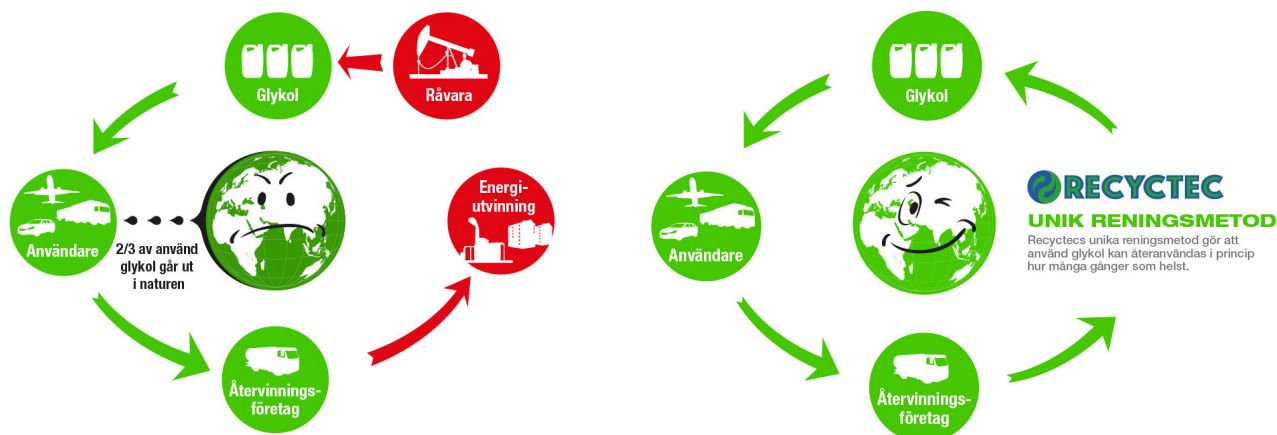 Glykol
Råvara
Användare
2/3 av använd
glykol går ut
i naturen
Energi-
utvinning
Återvinnings-
företag
Glykol
Användare
RECYCTEC
UNIK RENINGSMETOD
Recyctecs unika reningsmetod gör att
använd glykol kan återanvändas i princip
hur många gånger som helst.
Återvinnings-
företag